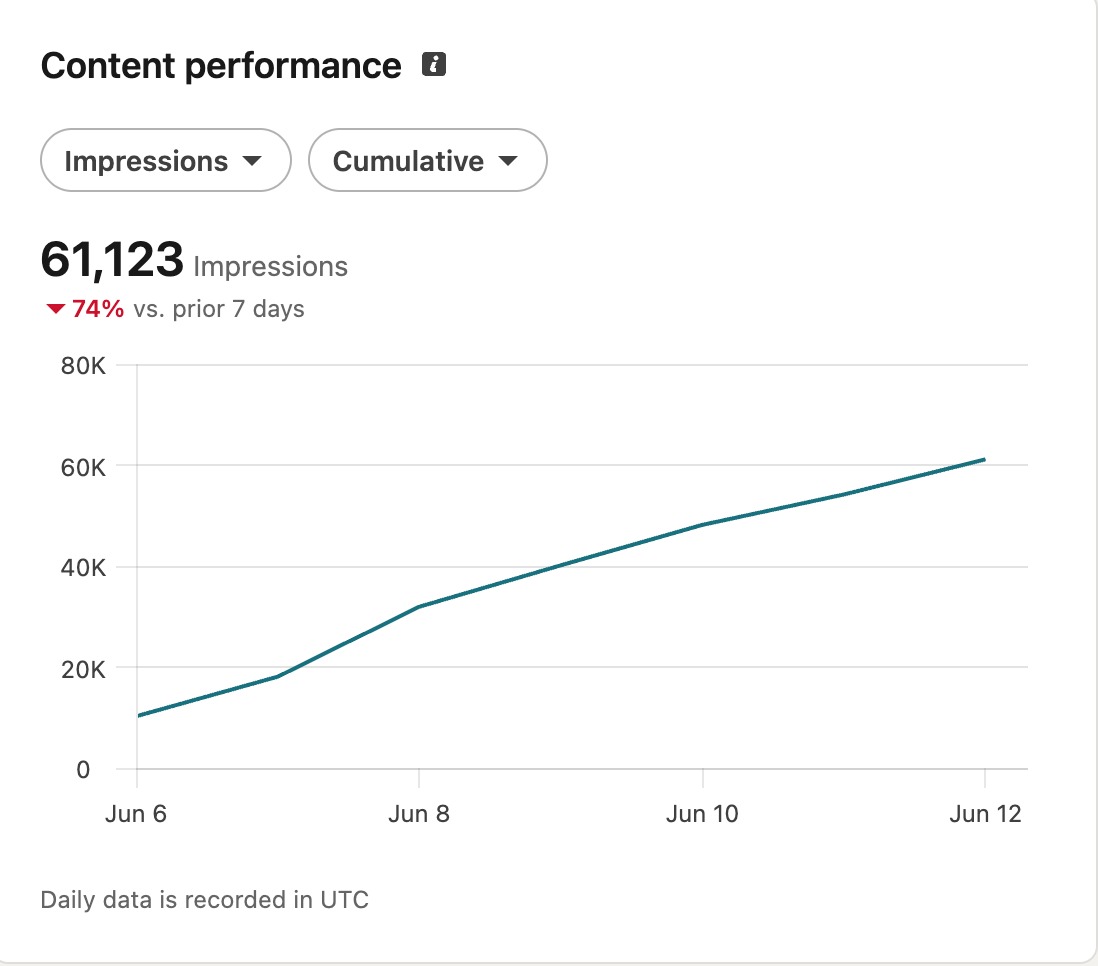 Content performance
Impressions Cumulative
61,123 Impressions
74% vs. prior 7 days
80K
60K
40K
20K
0
Jun 6 Jun 8 Jun 10 Jun 12
Daily data is recorded in UTC